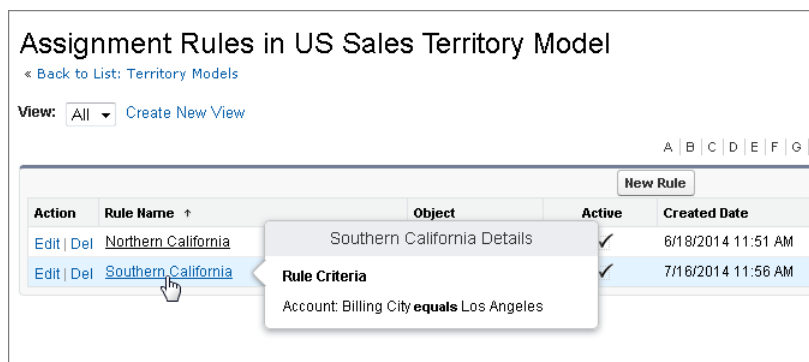 Assignment Rules in US Sales Territory Model
« Back to List: Territory Models
View: All Create New View
A | B | C | D | E | F | G |
New Rule
Action Rule Name ↑ Object Active Created Date
Edit | Del Northern California 6/18/2014 11:51 AM
Edit | Del Southern California 7/16/2014 11:56 AM
Southern California Details
Rule Criteria
Account: Billing City equals Los Angeles